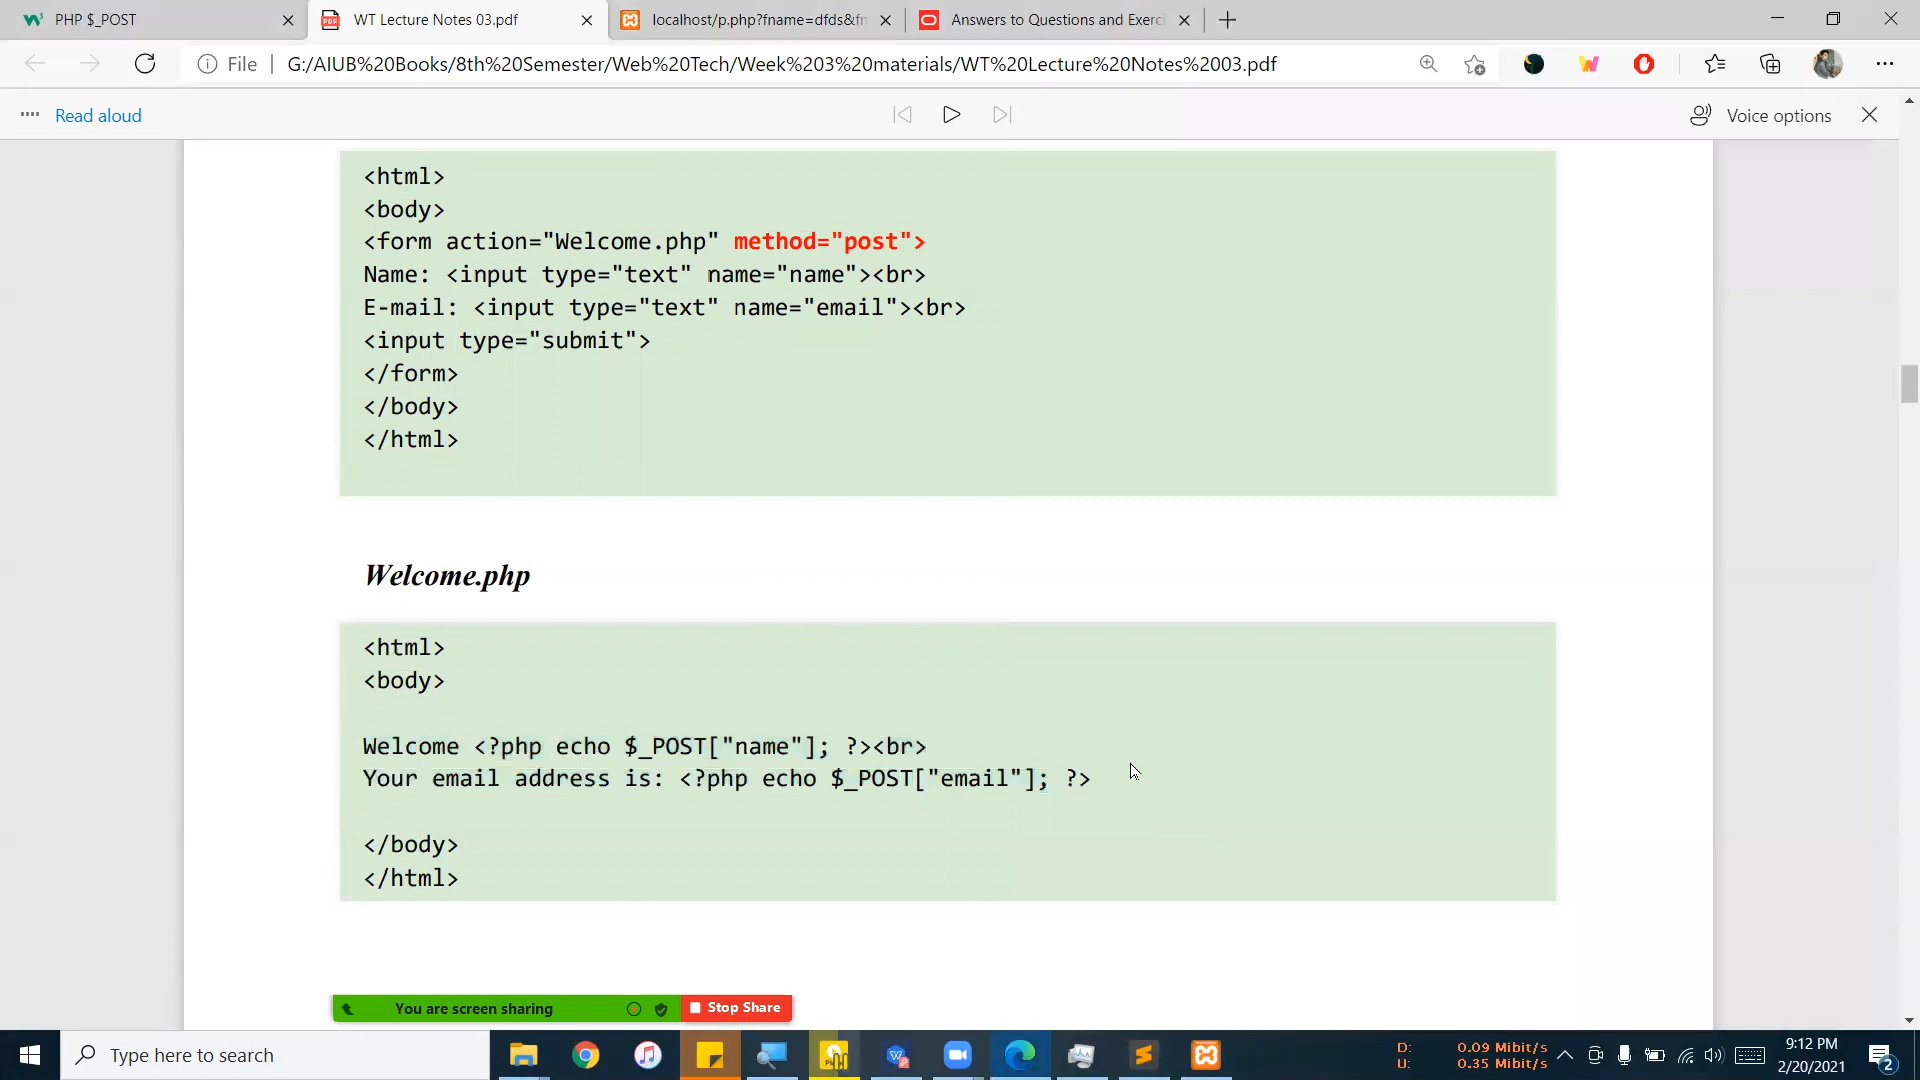 PHP $_POST
WT Lecture Notes 03.pdf
localhost/p.php?fname=dfds&fn
Answers to Questions and Exerci
File
G:/AIUB%20Books/8th%20Semester/Web%20Tech/Week%203%20materials/WT%20Lecture%20Notes%2003.pdf
Read aloud
Voice options
<html>
<body>
<form action="Welcome.php" method="post">
Name: <input type="text" name="name"><br>
E-mail: <input type="text" name="email"><br>
<input type="submit">
</form>
</body>
</html>
Welcome.php
<html>
<body>
Welcome <?php echo $_POST["name"]; ?><br>
Your email address is: <?php echo $_POST["email"]; ?>
</body>
</html>
You are screen sharing
Stop Share
Type here to search
D: 0.09 Mibit/s
U: 0.35 Mibit/s
9:12 PM
2/20/2021
2